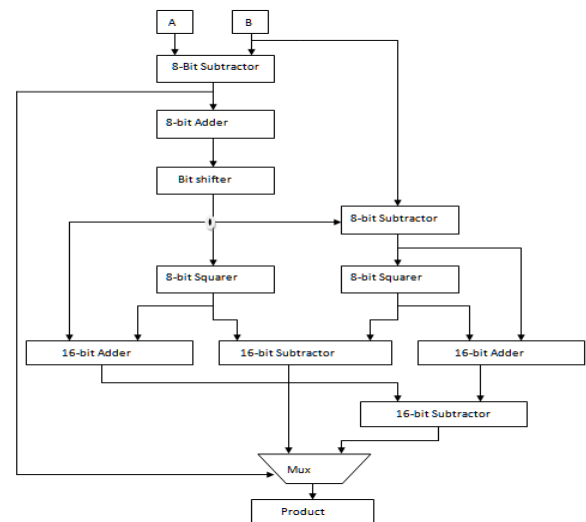 A
B
8-Bit Subtractor
8-bit Adder
Bit shifter
8-bit Subtractor
8-bit Squarer
8-bit Squarer
16-bit Adder
16-bit Subtractor
16-bit Adder
16-bit Subtractor
Mux
Product